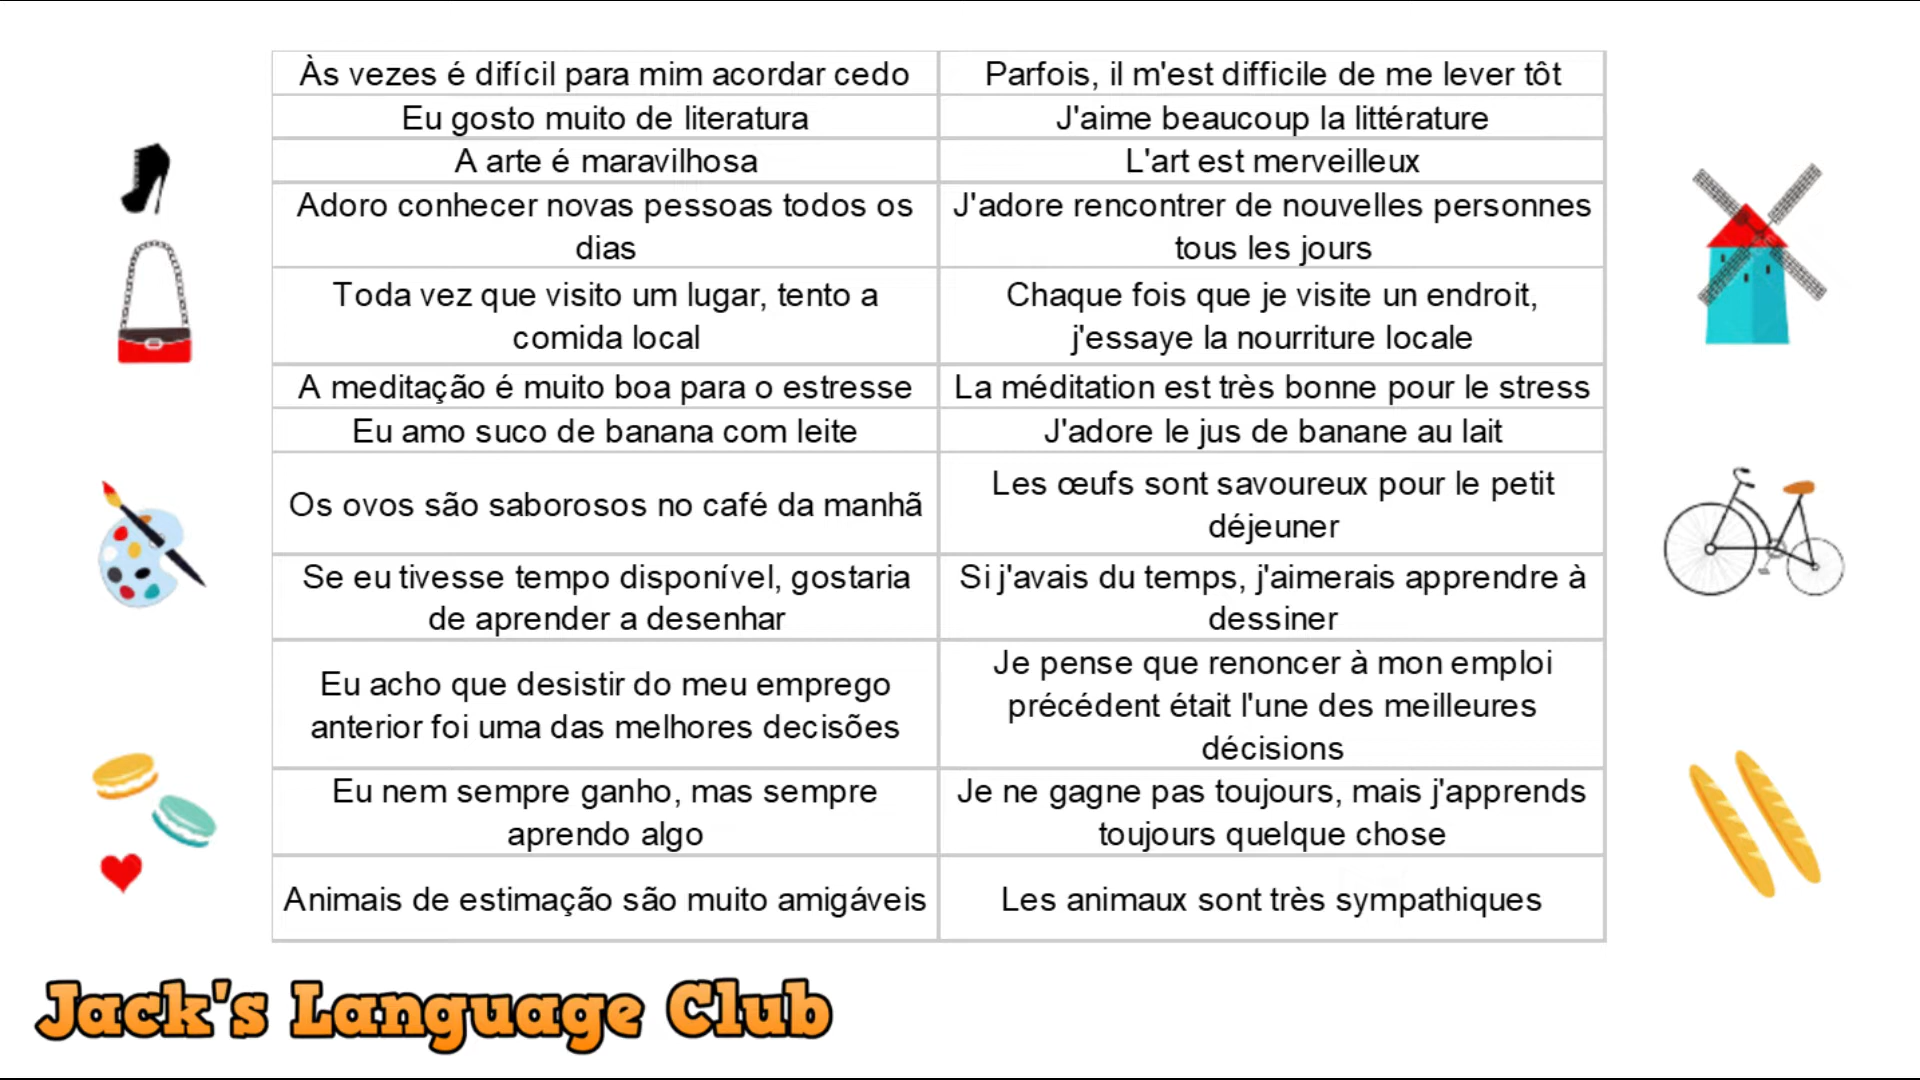 Às vezes é difícil para mim acordar cedo
Parfois, il m'est difficile de me lever tôt
Eu gosto muito de literatura
J'aime beaucoup la littérature
A arte é maravilhosa
L'art est merveilleux
Adoro conhecer novas pessoas todos os
dias
J'adore rencontrer de nouvelles personnes
tous les jours
Toda vez que visito um lugar, tento a
comida local
Chaque fois que je visite un endroit,
j'essaye la nourriture locale
A meditação é muito boa para o estresse
La méditation est très bonne pour le stress
Eu amo suco de banana com leite
J'adore le jus de banane au lait
Os ovos são saborosos no café da manhã
Les œufs sont savoureux pour le petit
déjeuner
Se eu tivesse tempo disponível, gostaria
de aprender a desenhar
Si j'avais du temps, j'aimerais apprendre à
dessiner
Eu acho que desistir do meu emprego
anterior foi uma das melhores decisões
Je pense que renoncer à mon emploi
précédent était l'une des meilleures
décisions
Eu nem sempre ganho, mas sempre
aprendo algo
Je ne gagne pas toujours, mais j'apprends
toujours quelque chose
Animais de estimação são muito amigáveis
Les animaux sont très sympathiques
Jack's Language Club